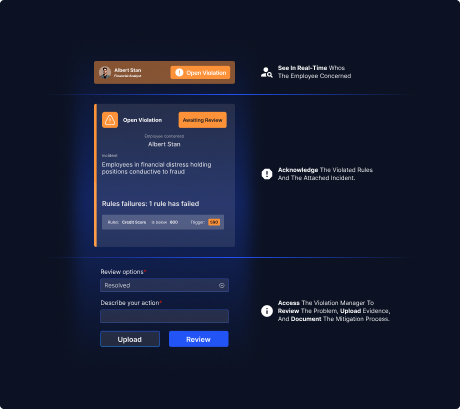 Albert Stan
Financial Analyst
Open Violation
See In Real-Time Whos
The Employee Concerned
Open Violation
Awaiting Review
Employee concerned
Albert Stan
Incident
Employees in financial distress holding
positions conductive to fraud
Rules failures: 1 rule has failed
Rules: Credit Score is below 600 Trigger: 590
Acknowledge The Violated Rules
And The Attached Incident.
Review options*
Resolved
Describe your action*
Upload
Review
Access The Violation Manager To
Review The Problem, Upload Evidence,
And Document The Mitigation Process.